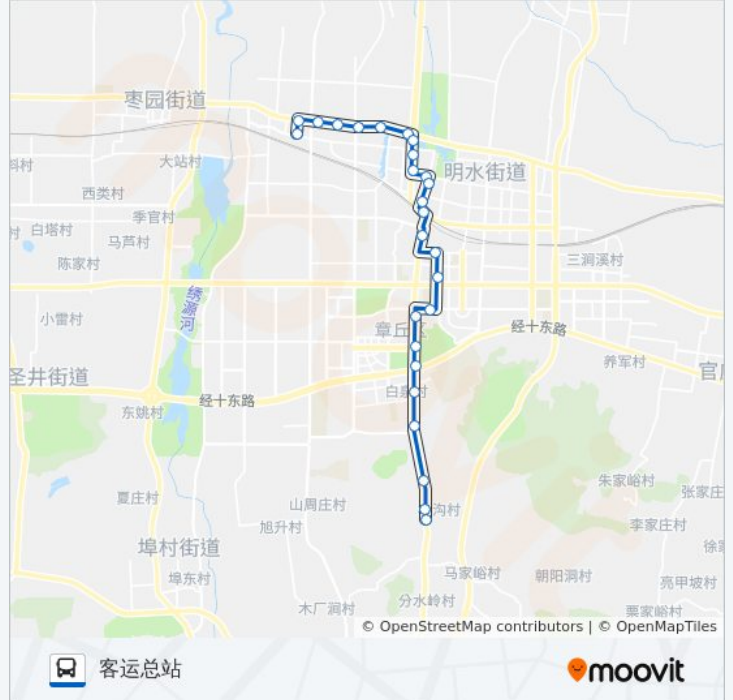 枣园街道
大站村
明水街道
西类村
季官村
白塔村
马芦村
陈家村
三涧溪村
绣源河
小雷村
章丘区
经十东路
养军村
圣井街道
白泉村
经十东路
东姚村
朱家峪村
夏庄村
山周庄村
沟村
旭升村
李家庄村
埠村街道
埠东村
马家峪村
朝阳洞村
亮甲坡村
木厂涧村
分水岭村
栗家峪村
© OpenStreetMap contributors | © OpenMapTiles
客运总站
moovit